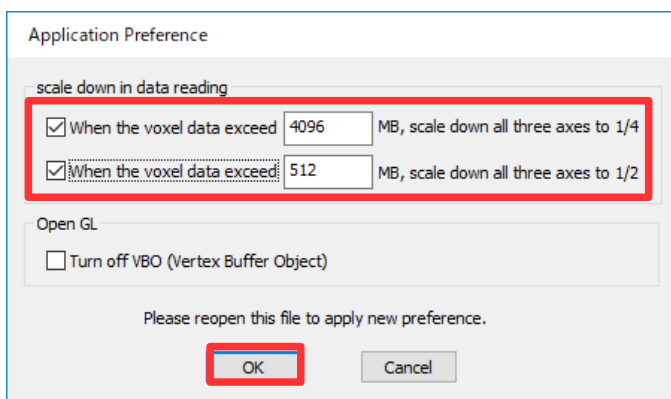 Application Preference
scale down in data reading
When the voxel data exceed 4096 MB, scale down all three axes to 1/4
When the voxel data exceed 512 MB, scale down all three axes to 1/2
Open GL
Turn off VBO (Vertex Buffer Object)
Please reopen this file to apply new preference.
OK Cancel